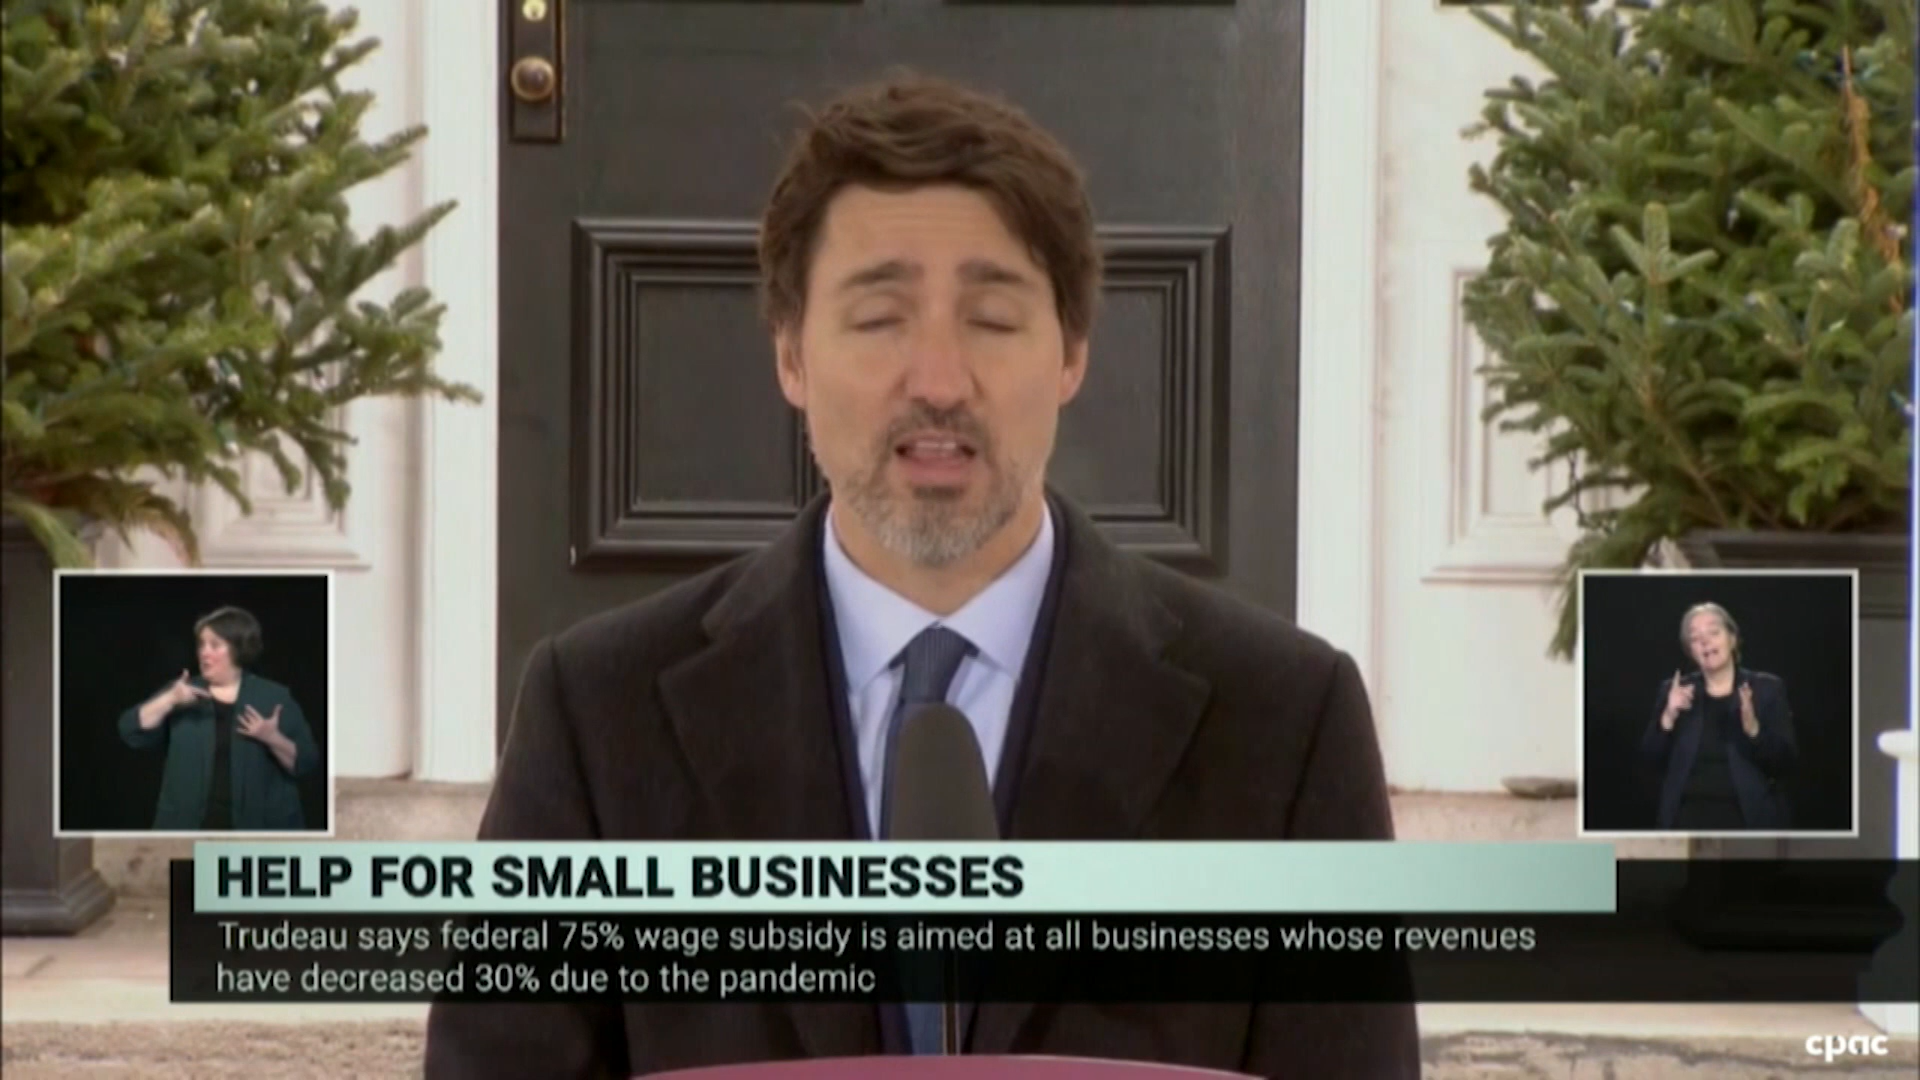 HELP FOR SMALL BUSINESSES
Trudeau says federal 75% wage subsidy is aimed at all businesses whose revenues
have decreased 30% due to the pandemic
cpac